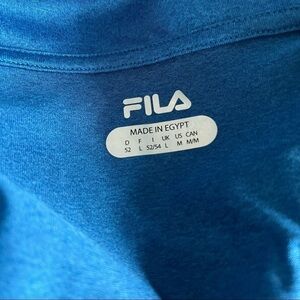 FILA
MADE IN EGYPT
D F I UK US CAN
52 L 52/54 L M M/M